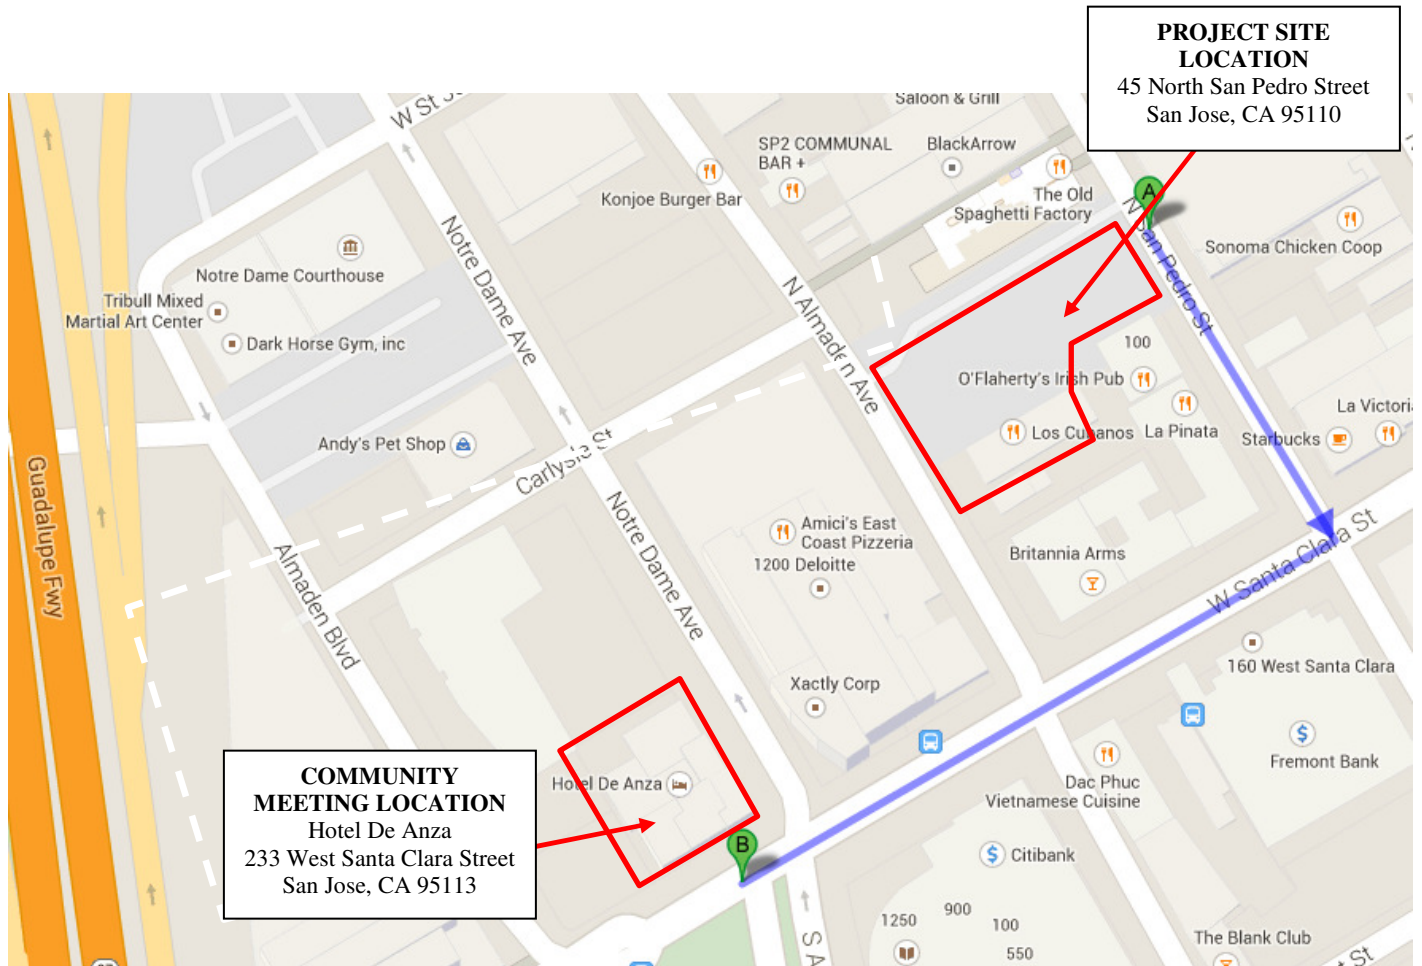 PROJECT SITE
LOCATION
45 North San Pedro Street
San Jose, CA 95110
Saloon & Grill
W St
SP2 COMMUNAL
BAR +
BlackArrow
Konjoe Burger Bar
The Old
Spaghetti Factory
A
N San Pedro St
Sonoma Chicken Coop
Notre Dame Ave
Notre Dame Courthouse
N Almaden Ave
Tribull Mixed
Martial Art Center
Dark Horse Gym, inc
100
O'Flaherty's Irish Pub
La Victori
Los Cubanos
La Pinata
Starbucks
Andy's Pet Shop
Carlysle St
Guadalupe Fwy
Notre Dame Ave
Amici's East
Coast Pizzeria
1200 Deloitte
Britannia Arms
W Santa Clara St
Almaden Blvd
160 West Santa Clara
Xactly Corp
Fremont Bank
Hotel De Anza
Dac Phuc
Vietnamese Cuisine
COMMUNITY
MEETING LOCATION
Hotel De Anza
233 West Santa Clara Street
San Jose, CA 95113
B
$ Citibank
1250
900
100
550
S A
The Blank Club
St